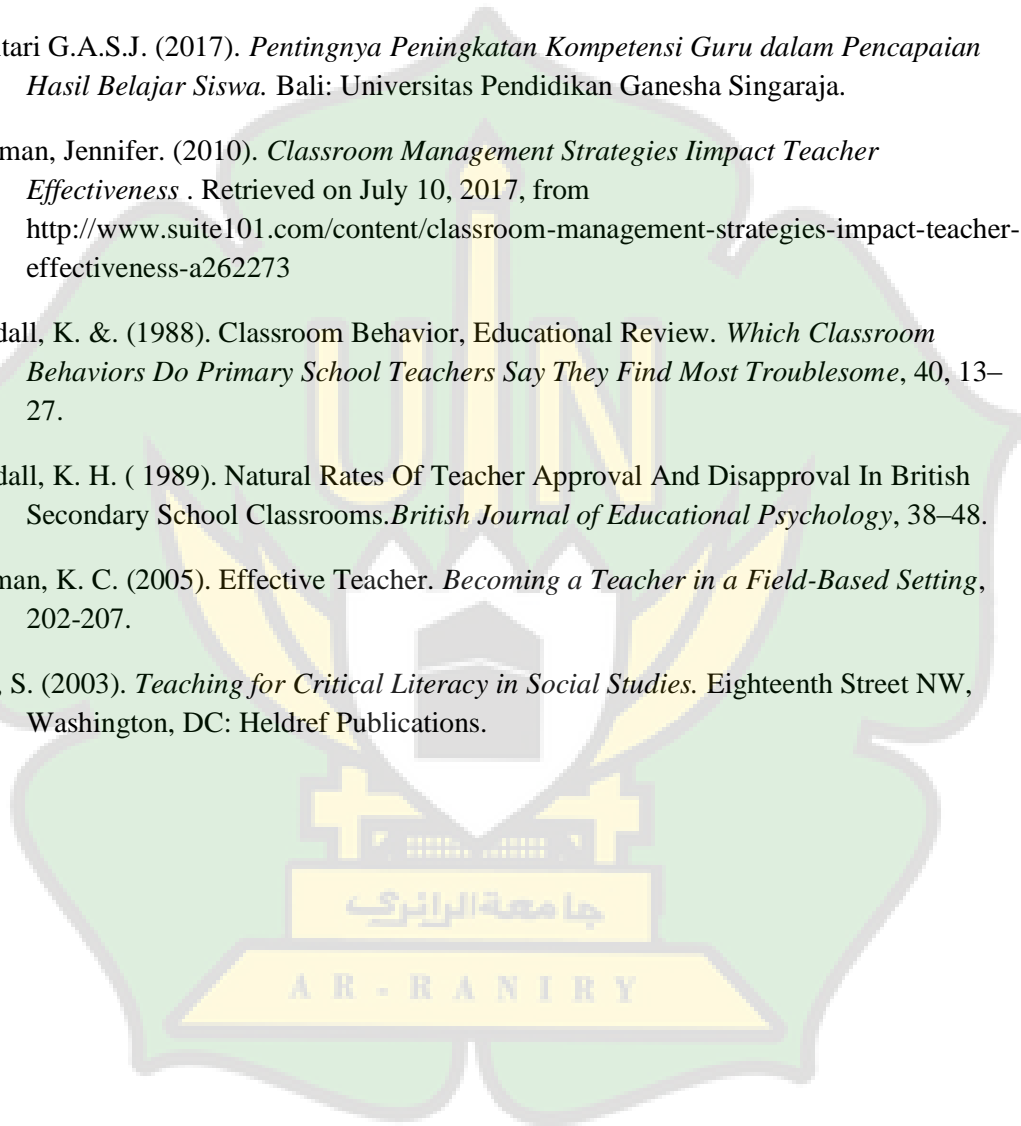 tari G.A.S.J. (2017). Pentingnya Peningkatan Kompetensi Guru dalam Pencapaian
Hasil Belajar Siswa. Bali: Universitas Pendidikan Ganesha Singaraja.
man, Jennifer. (2010). Classroom Management Strategies Iimpact Teacher
Effectiveness . Retrieved on July 10, 2017, from
http://www.suite101.com/content/classroom-management-strategies-impact-teacher-
effectiveness-a262273
dall, K. &. (1988). Classroom Behavior, Educational Review. Which Classroom
Behaviors Do Primary School Teachers Say They Find Most Troublesome, 40, 13–
27.
dall, K. H. ( 1989). Natural Rates Of Teacher Approval And Disapproval In British
Secondary School Classrooms.British Journal of Educational Psychology, 38–48.
man, K. C. (2005). Effective Teacher. Becoming a Teacher in a Field-Based Setting,
202-207.
, S. (2003). Teaching for Critical Literacy in Social Studies. Eighteenth Street NW,
Washington, DC: Heldref Publications.
UIN
جامعة الرانري
AR-RANIRY